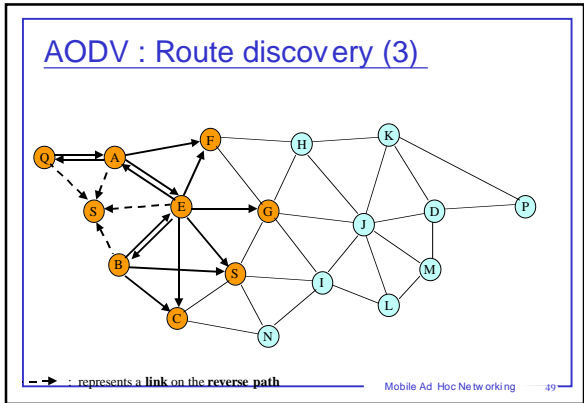 AODV : Route discovery (3)
K
F
H
Q
A
S
E
G
D
P
J
B
S
M
I
L
C
N
: represents a link on the reverse path
Mobile Ad Hoc Networking 49